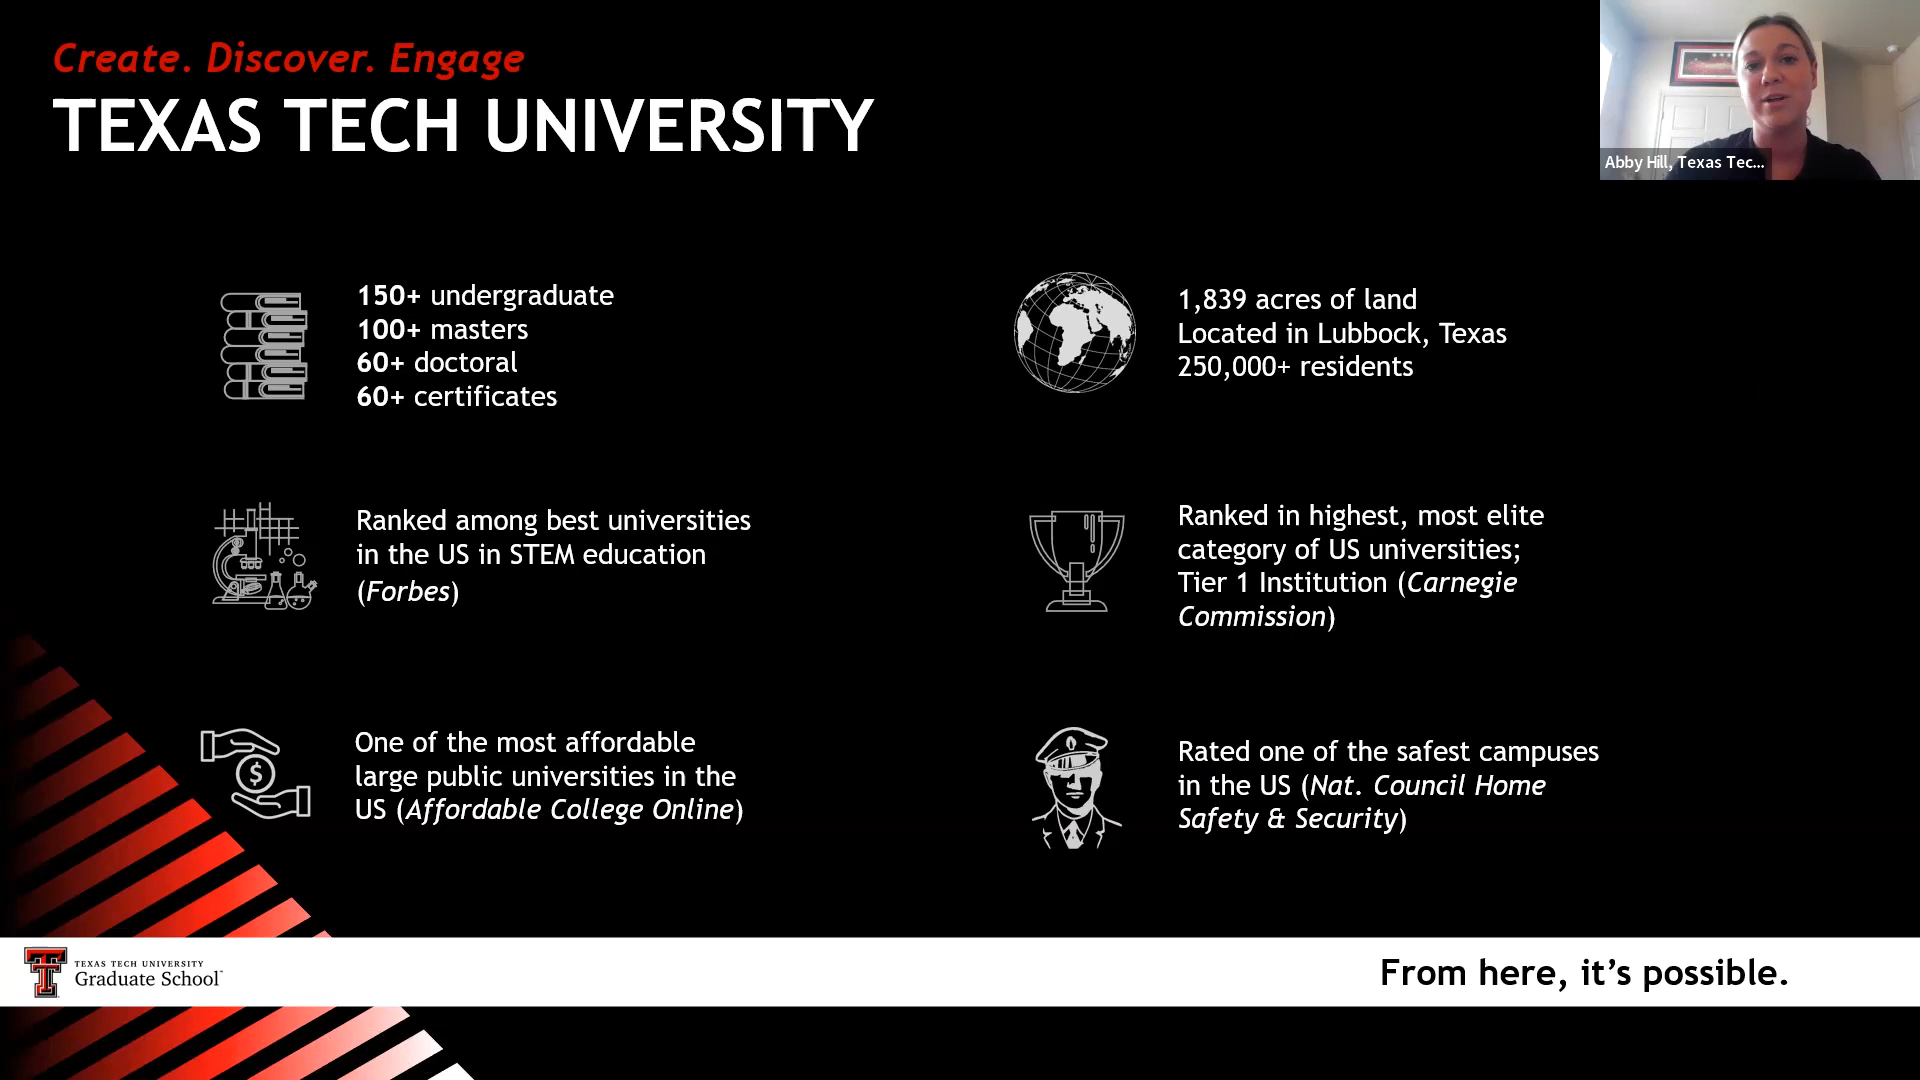 Create. Discover. Engage
TEXAS TECH UNIVERSITY
Abby Hill, Texas Tec...
150+ undergraduate
100+ masters
60+ doctoral
60+ certificates
1,839 acres of land
Located in Lubbock, Texas
250,000+ residents
Ranked among best universities
in the US in STEM education
(Forbes)
Ranked in highest, most elite
category of US universities;
Tier 1 Institution (Carnegie
Commission)
One of the most affordable
large public universities in the
US (Affordable College Online)
Rated one of the safest campuses
in the US (Nat. Council Home
Safety & Security)
TEXAS TECH UNIVERSITY
Graduate School™
From here, it’s possible.